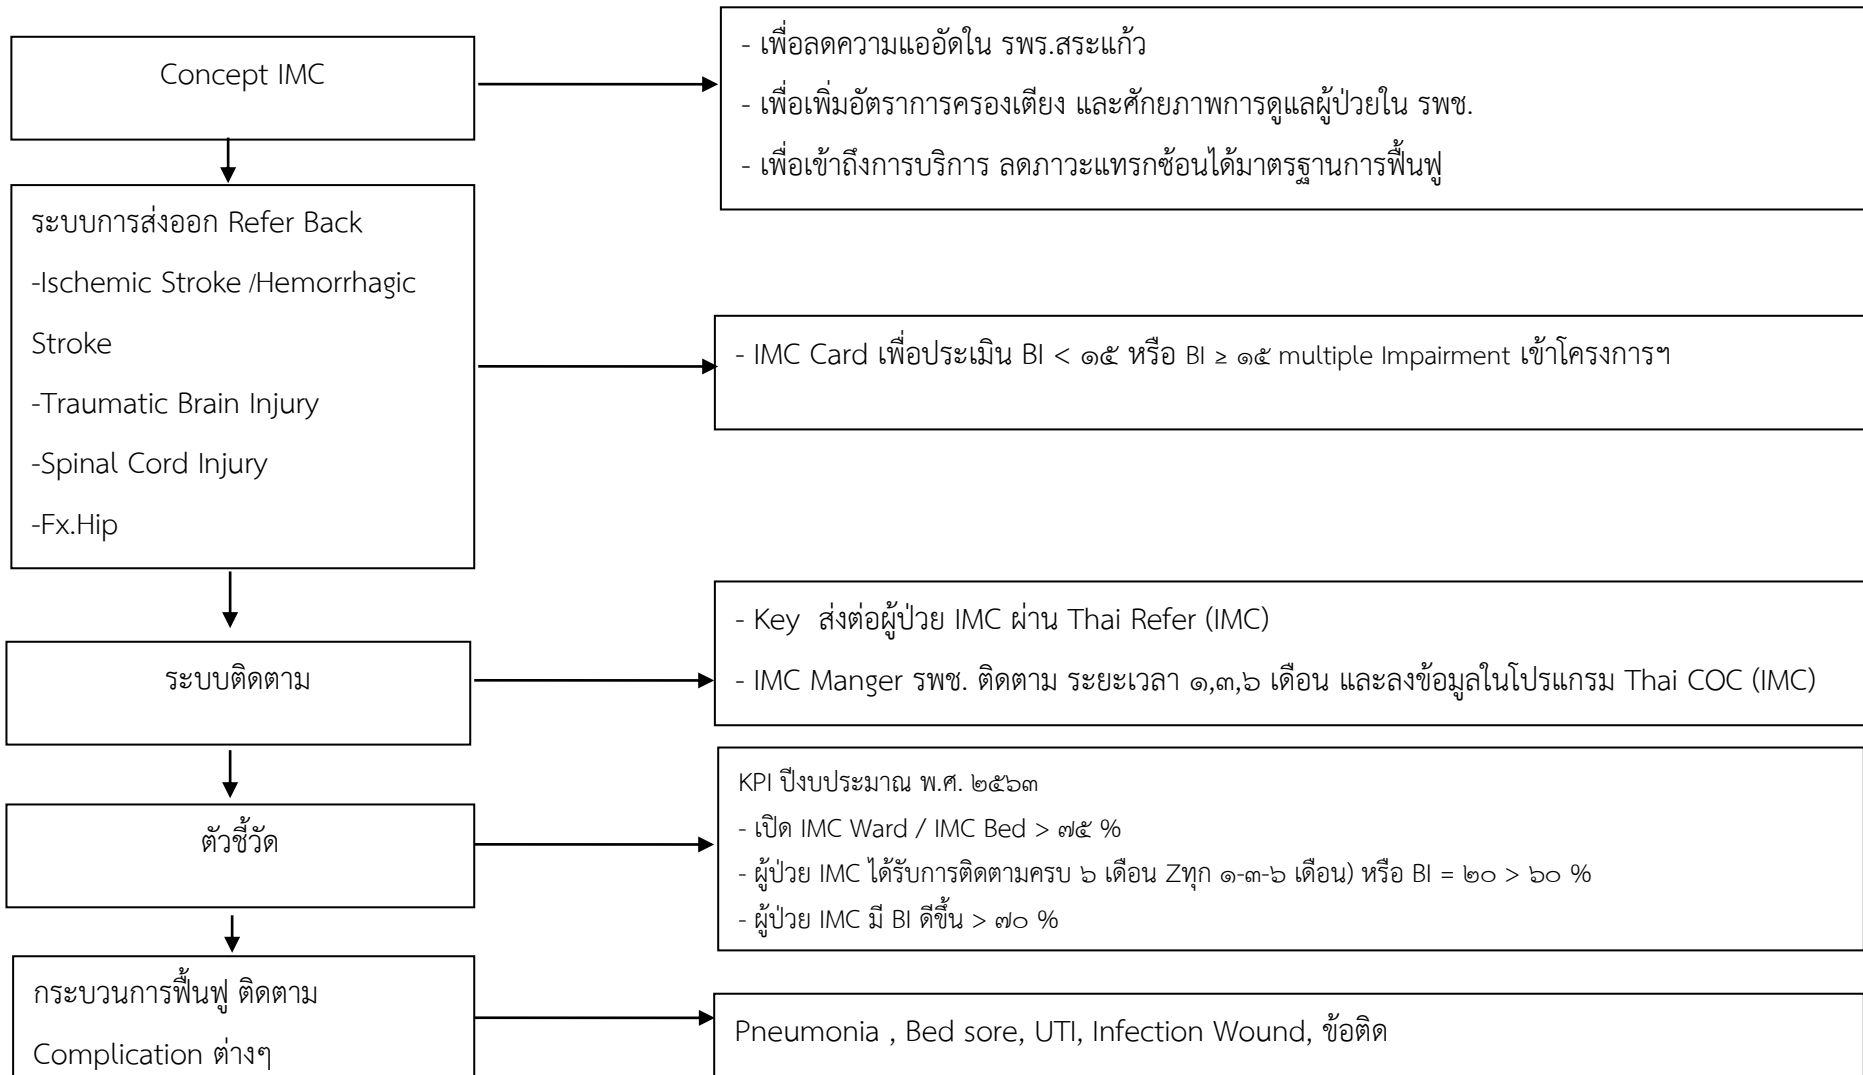 Concept IMC
- เพื่อลดความแออัดใน รพร.สระแก้ว
- เพื่อเพิ่มอัตราการครองเตียง และศักยภาพการดูแลผู้ป่วยใน รพช.
- เพื่อเข้าถึงการบริการ ลดภาวะแทรกซ้อนได้มาตรฐานการฟื้นฟู
ระบบการส่งออก Refer Back
-Ischemic Stroke /Hemorrhagic
Stroke
-Traumatic Brain Injury
-Spinal Cord Injury
-Fx.Hip
- IMC Card เพื่อประเมิน BI < ๑๕ หรือ BI ≥ ๑๕ multiple Impairment เข้าโครงการฯ
ระบบติดตาม
- Key ส่งต่อผู้ป่วย IMC ผ่าน Thai Refer (IMC)
- IMC Manger รพช. ติดตาม ระยะเวลา ๑,๓,๖ เดือน และลงข้อมูลในโปรแกรม Thai COC (IMC)
ตัวชี้วัด
KPI ปีงบประมาณ พ.ศ. ๒๕๖๓
- เปิด IMC Ward / IMC Bed > ๗๕ %
- ผู้ป่วย IMC ได้รับการติดตามครบ ๖ เดือน Zทุก ๑-๓-๖ เดือน) หรือ BI = ๒๐ > ๖๐ %
- ผู้ป่วย IMC มี BI ดีขึ้น > ๗๐ %
กระบวนการฟื้นฟู ติดตาม
Complication ต่างๆ
Pneumonia , Bed sore, UTI, Infection Wound, ข้อติด